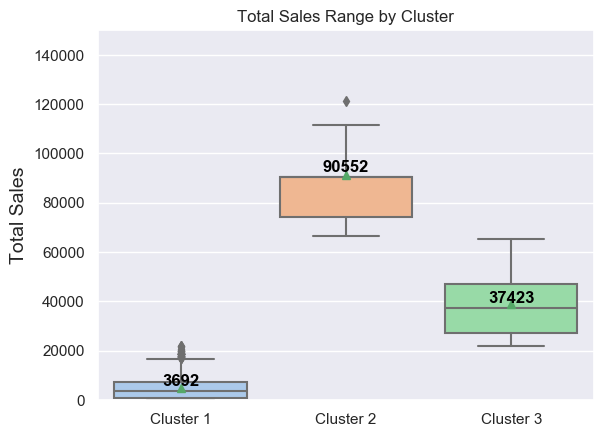 Total Sales Range by Cluster
Total Sales
140000
120000
100000
80000
60000
40000
20000
0
90552
37423
3692
Cluster 1
Cluster 2
Cluster 3